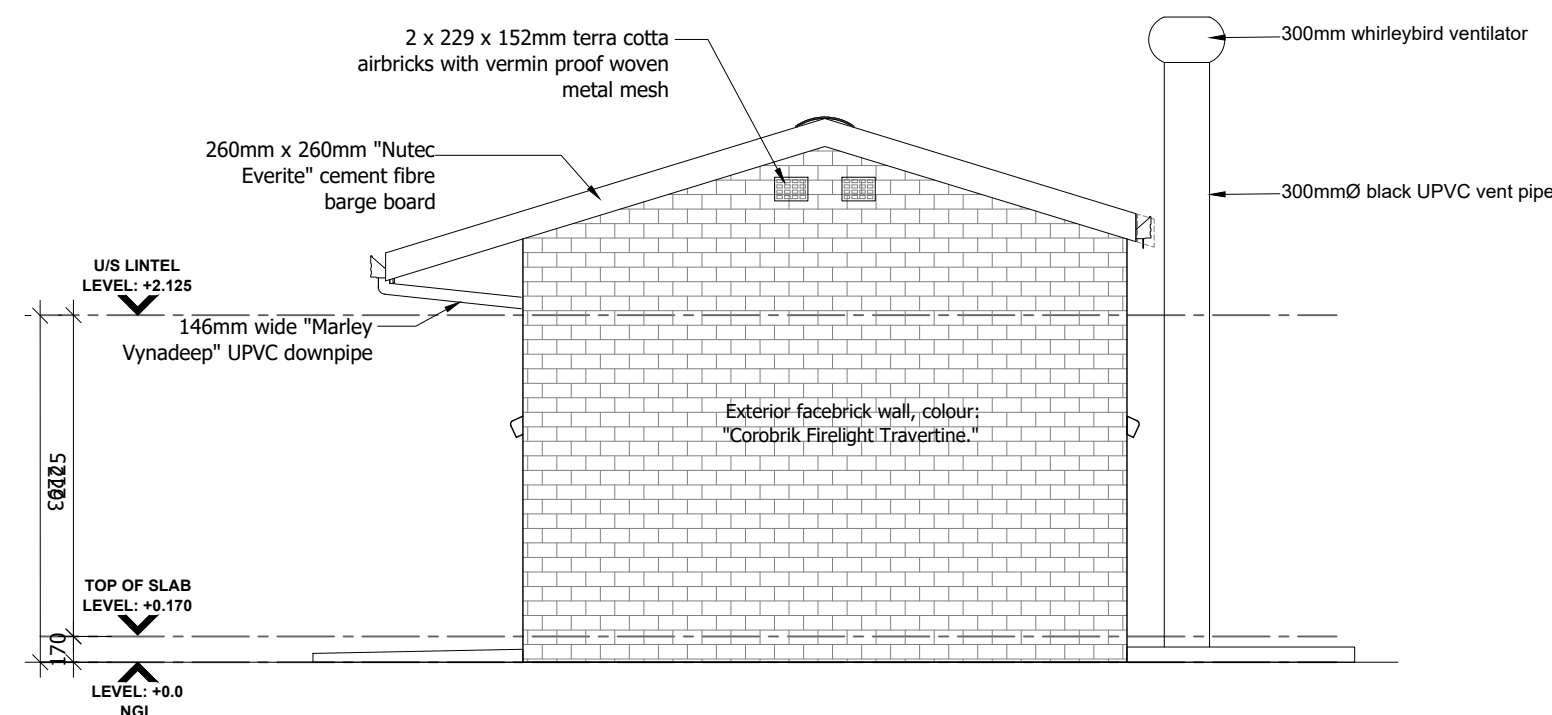 2 x 229 x 152mm terra cotta
airbricks with vermin proof woven
metal mesh
300mm whirleybird ventilator
260mm x 260mm "Nutec
Everite" cement fibre
barge board
300mmØ black UPVC vent pipe
U/S LINTEL
LEVEL: +2.125
146mm wide "Marley
Vynadeep" UPVC downpipe
Exterior facebrick wall, colour:
"Corobrik Firelight Travertine."
2125
TOP OF SLAB
LEVEL: +0.170
170
LEVEL: +0.0
NGL